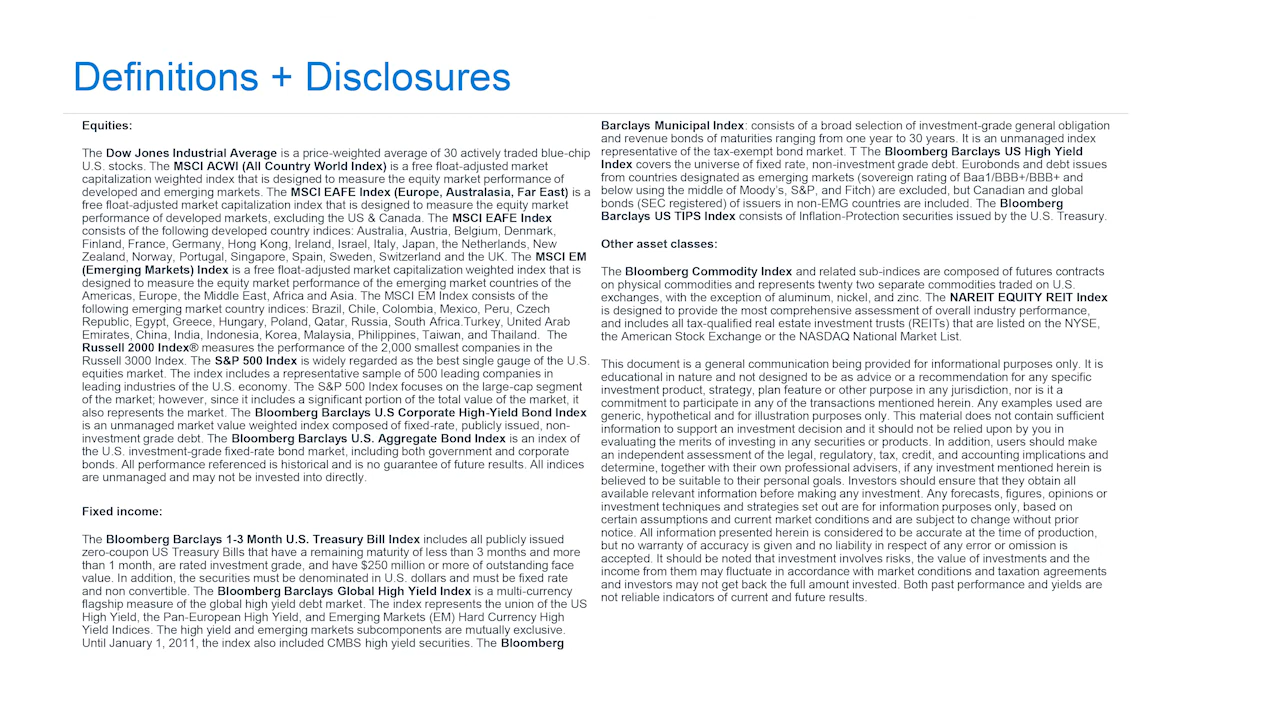 Definitions + Disclosures
Equities:
The Dow Jones Industrial Average is a price-weighted average of 30 actively traded blue-chip
U.S. stocks. The MSCI ACWI (All Country World Index) is a free float-adjusted market
capitalization weighted index that is designed to measure the equity market performance of
developed and emerging markets. The MSCI EAFE Index (Europe, Australasia, Far East) is a
free float-adjusted market capitalization index that is designed to measure the equity market
performance of developed markets, excluding the US & Canada. The MSCI EAFE Index
consists of the following developed country indices: Australia, Austria, Belgium, Denmark,
Finland, France, Germany, Hong Kong, Ireland, Israel, Italy, Japan, the Netherlands, New
Zealand, Norway, Portugal, Singapore, Spain, Sweden, Switzerland and the UK. The MSCI EM
(Emerging Markets) Index is a free float-adjusted market capitalization weighted index that is
designed to measure the equity market performance of the emerging market countries of the
Americas, Europe, the Middle East, Africa and Asia. The MSCI EM Index consists of the
following emerging market country indices: Brazil, Chile, Colombia, Mexico, Peru, Czech
Republic, Egypt, Greece, Hungary, Poland, Qatar, Russia, South Africa.Turkey, United Arab
Emirates, China, India, Indonesia, Korea, Malaysia, Philippines, Taiwan, and Thailand. The
Russell 2000 Index® measures the performance of the 2,000 smallest companies in the
Russell 3000 Index. The S&P 500 Index is widely regarded as the best single gauge of the U.S.
equities market. The index includes a representative sample of 500 leading companies in
leading industries of the U.S. economy. The S&P 500 Index focuses on the large-cap segment
of the market; however, since it includes a significant portion of the total value of the market, it
also represents the market. The Bloomberg Barclays U.S Corporate High-Yield Bond Index
is an unmanaged market value weighted index composed of fixed-rate, publicly issued, non-
investment grade debt. The Bloomberg Barclays U.S. Aggregate Bond Index is an index of
the U.S. investment-grade fixed-rate bond market, including both government and corporate
bonds. All performance referenced is historical and is no guarantee of future results. All indices
are unmanaged and may not be invested into directly.
Fixed income:
The Bloomberg Barclays 1-3 Month U.S. Treasury Bill Index includes all publicly issued
zero-coupon US Treasury Bills that have a remaining maturity of less than 3 months and more
than 1 month, are rated investment grade, and have $250 million or more of outstanding face
value. In addition, the securities must be denominated in U.S. dollars and must be fixed rate
and non convertible. The Bloomberg Barclays Global High Yield Index is a multi-currency
flagship measure of the global high yield debt market. The index represents the union of the US
High Yield, the Pan-European High Yield, and Emerging Markets (EM) Hard Currency High
Yield Indices. The high yield and emerging markets subcomponents are mutually exclusive.
Until January 1, 2011, the index also included CMBS high yield securities. The Bloomberg
Barclays Municipal Index: consists of a broad selection of investment-grade general obligation
and revenue bonds of maturities ranging from one year to 30 years. It is an unmanaged index
representative of the tax-exempt bond market. T The Bloomberg Barclays US High Yield
Index covers the universe of fixed rate, non-investment grade debt. Eurobonds and debt issues
from countries designated as emerging markets (sovereign rating of Baa1/BBB+/BBB+ and
below using the middle of Moody's, S&P, and Fitch) are excluded, but Canadian and global
bonds (SEC registered) of issuers in non-EMG countries are included. The Bloomberg
Barclays US TIPS Index consists of Inflation-Protection securities issued by the U.S. Treasury.
Other asset classes:
The Bloomberg Commodity Index and related sub-indices are composed of futures contracts
on physical commodities and represents twenty two separate commodities traded on U.S.
exchanges, with the exception of aluminum, nickel, and zinc. The NAREIT EQUITY REIT Index
is designed to provide the most comprehensive assessment of overall industry performance,
and includes all tax-qualified real estate investment trusts (REITs) that are listed on the NYSE,
the American Stock Exchange or the NASDAQ National Market List.
This document is a general communication being provided for informational purposes only. It is
educational in nature and not designed to be as advice or a recommendation for any specific
investment product, strategy, plan feature or other purpose in any jurisdiction, nor is it a
commitment to participate in any of the transactions mentioned herein. Any examples used are
generic, hypothetical and for illustration purposes only. This material does not contain sufficient
information to support an investment decision and it should not be relied upon by you in
evaluating the merits of investing in any securities or products. In addition, users should make
an independent assessment of the legal, regulatory, tax, credit, and accounting implications and
determine, together with their own professional advisers, if any investment mentioned herein is
believed to be suitable to their personal goals. Investors should ensure that they obtain all
available relevant information before making any investment. Any forecasts, figures, opinions or
investment techniques and strategies set out are for information purposes only, based on
certain assumptions and current market conditions and are subject to change without prior
notice. All information presented herein is considered to be accurate at the time of production,
but no warranty of accuracy is given and no liability in respect of any error or omission is
accepted. It should be noted that investment involves risks, the value of investments and the
income from them may fluctuate in accordance with market conditions and taxation agreements
and investors may not get back the full amount invested. Both past performance and yields are
not reliable indicators of current and future results.